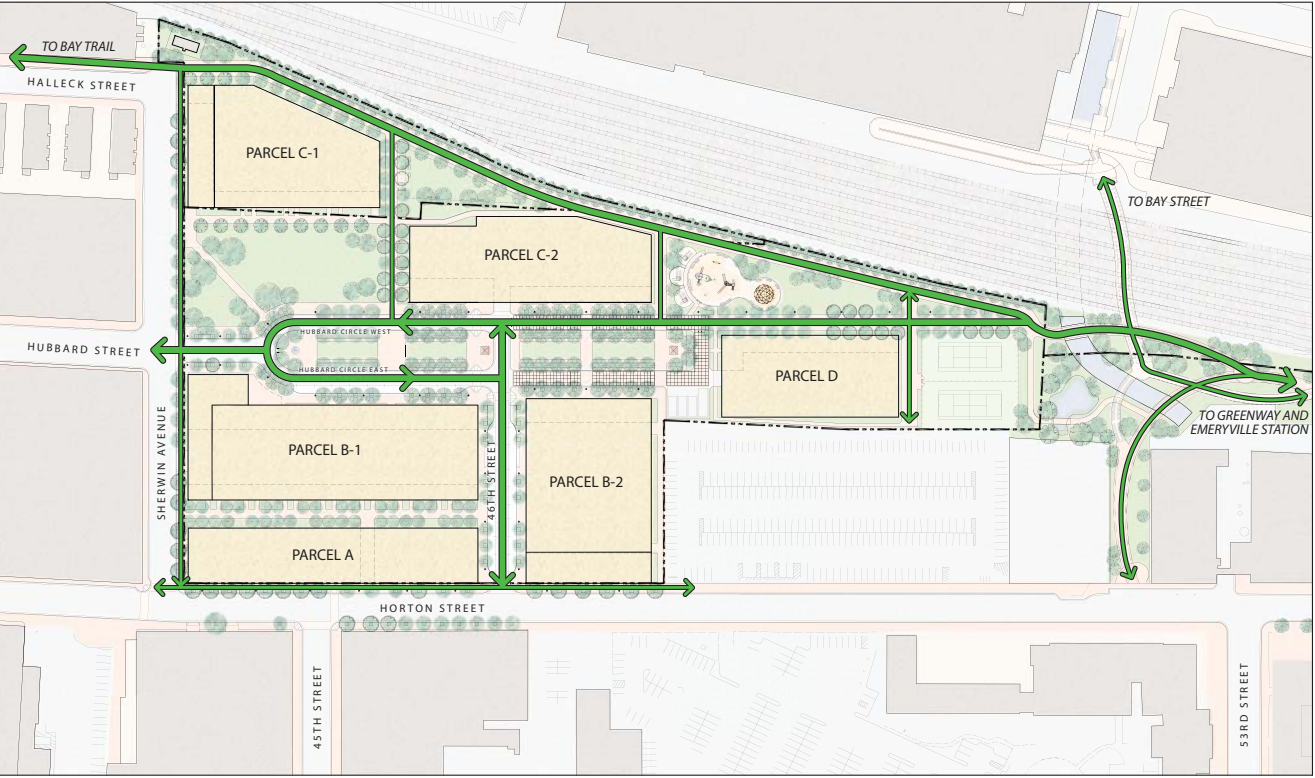 TO BAY TRAIL
HALLECK STREET
PARCEL C-1
TO BAY STREET
PARCEL C-2
HUBBARD CIRCLE WEST
HUBBARD STREET
HUBBARD CIRCLE EAST
PARCEL D
TO GREENWAY AND
EMERYVILLE STATION
SHERWIN AVENUE
PARCEL B-1
46TH STREET
PARCEL B-2
PARCEL A
HORTON STREET
45TH STREET
53RD STREET